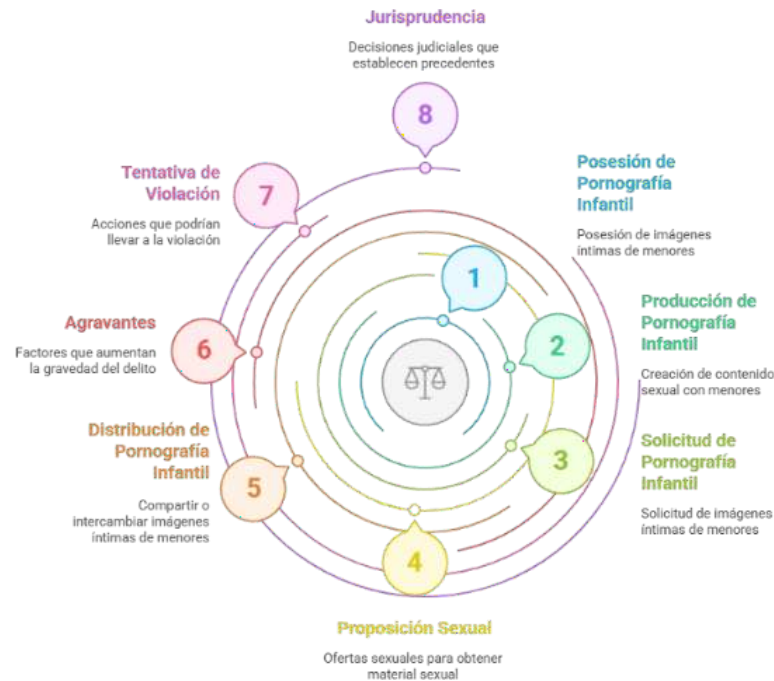 Jurisprudencia
Decisiones judiciales que
establecen precedentes
8
Tentativa de
Violación
7
Acciones que podrían
llevar a la violación
Posesión de
Pornografía
Infantil
Posesión de imágenes
íntimas de menores
1
Agravantes
6
Factores que aumentan
la gravedad del delito
Producción de
Pornografía
Infantil
2
Creación de contenido
sexual con menores
Distribución de
Pornografía
Infantil
5
Compartir o
intercambiar imágenes
íntimas de menores
Solicitud de
Pornografía
Infantil
3
Solicitud de imágenes
íntimas de menores
4
Proposición Sexual
Ofertas sexuales para obtener
material sexual